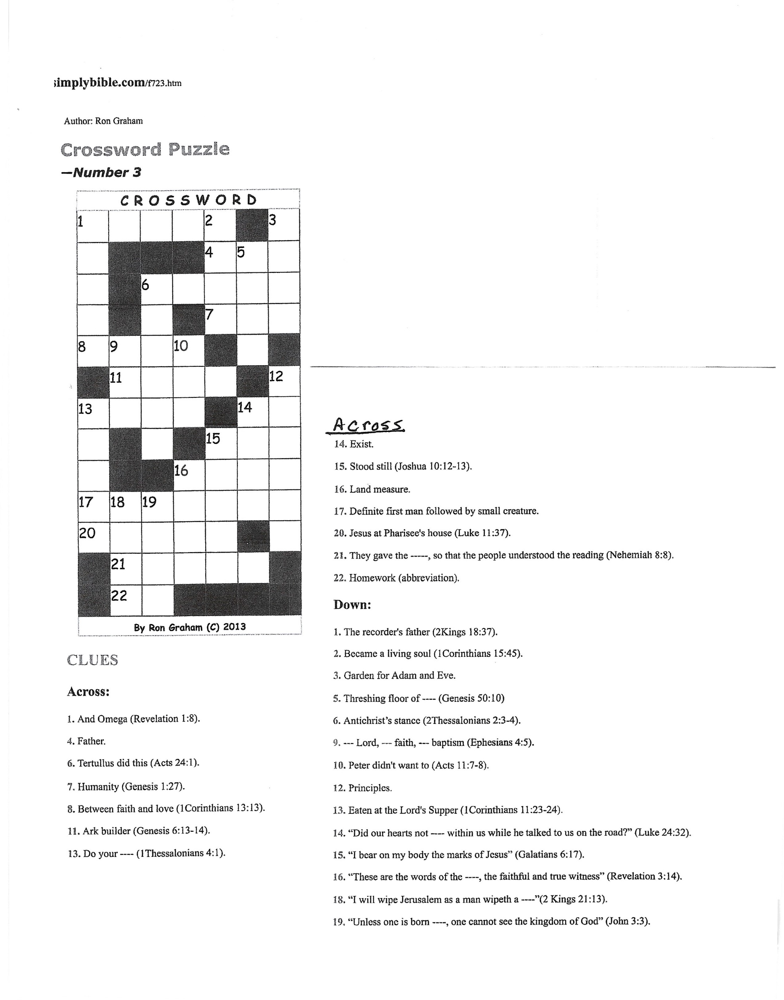 simplybible.com/f723.htm
Author: Ron Graham
Crossword Puzzle
—Number 3
CROSSWORD
1 2 3
4 5
6
7
8 9 10
11 12
13 14
15
16
17 18 19
20
21
22
By Ron Graham (C) 2013
CLUES
Across:
1. And Omega (Revelation 1:8).
4. Father.
6. Tertullus did this (Acts 24:1).
7. Humanity (Genesis 1:27).
8. Between faith and love (1Corinthians 13:13).
11. Ark builder (Genesis 6:13-14).
13. Do your ---- (1Thessalonians 4:1).
Across
14. Exist.
15. Stood still (Joshua 10:12-13).
16. Land measure.
17. Definite first man followed by small creature.
20. Jesus at Pharisee's house (Luke 11:37).
21. They gave the -----, so that the people understood the reading (Nehemiah 8:8).
22. Homework (abbreviation).
Down:
1. The recorder's father (2Kings 18:37).
2. Became a living soul (1Corinthians 15:45).
3. Garden for Adam and Eve.
5. Threshing floor of ---- (Genesis 50:10)
6. Antichrist’s stance (2Thessalonians 2:3-4).
9. --- Lord, --- faith, --- baptism (Ephesians 4:5).
10. Peter didn't want to (Acts 11:7-8).
12. Principles.
13. Eaten at the Lord's Supper (1Corinthians 11:23-24).
14. “Did our hearts not ---- within us while he talked to us on the road?” (Luke 24:32).
15. “I bear on my body the marks of Jesus” (Galatians 6:17).
16. “These are the words of the ----, the faithful and true witness” (Revelation 3:14).
18. “I will wipe Jerusalem as a man wipeth a ----”(2 Kings 21:13).
19. “Unless one is born ----, one cannot see the kingdom of God” (John 3:3).